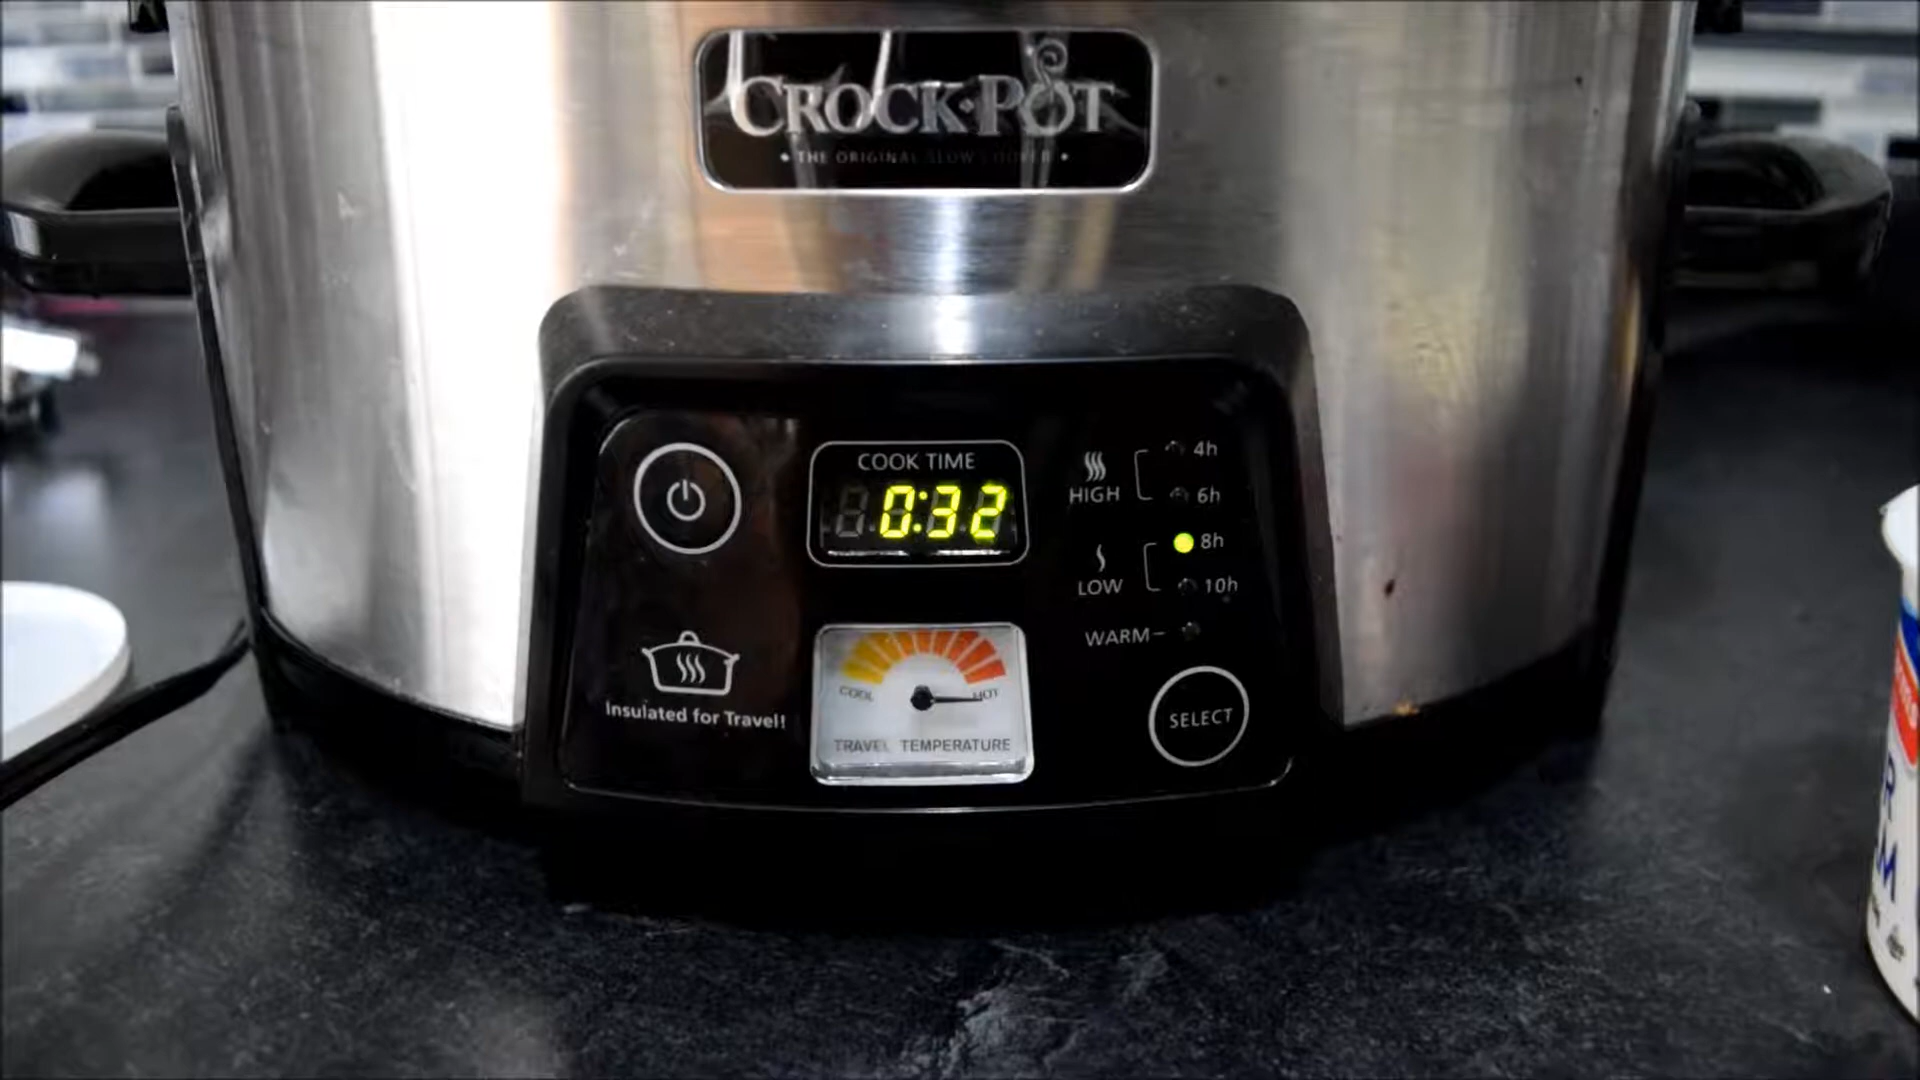 CROCK·POT
• THE ORIGINAL SLOW COOKER •
COOK TIME
0:32
HIGH
4h
6h
LOW
8h
10h
WARM
Insulated for Travel!
COOL
HOT
TRAVEL TEMPERATURE
SELECT